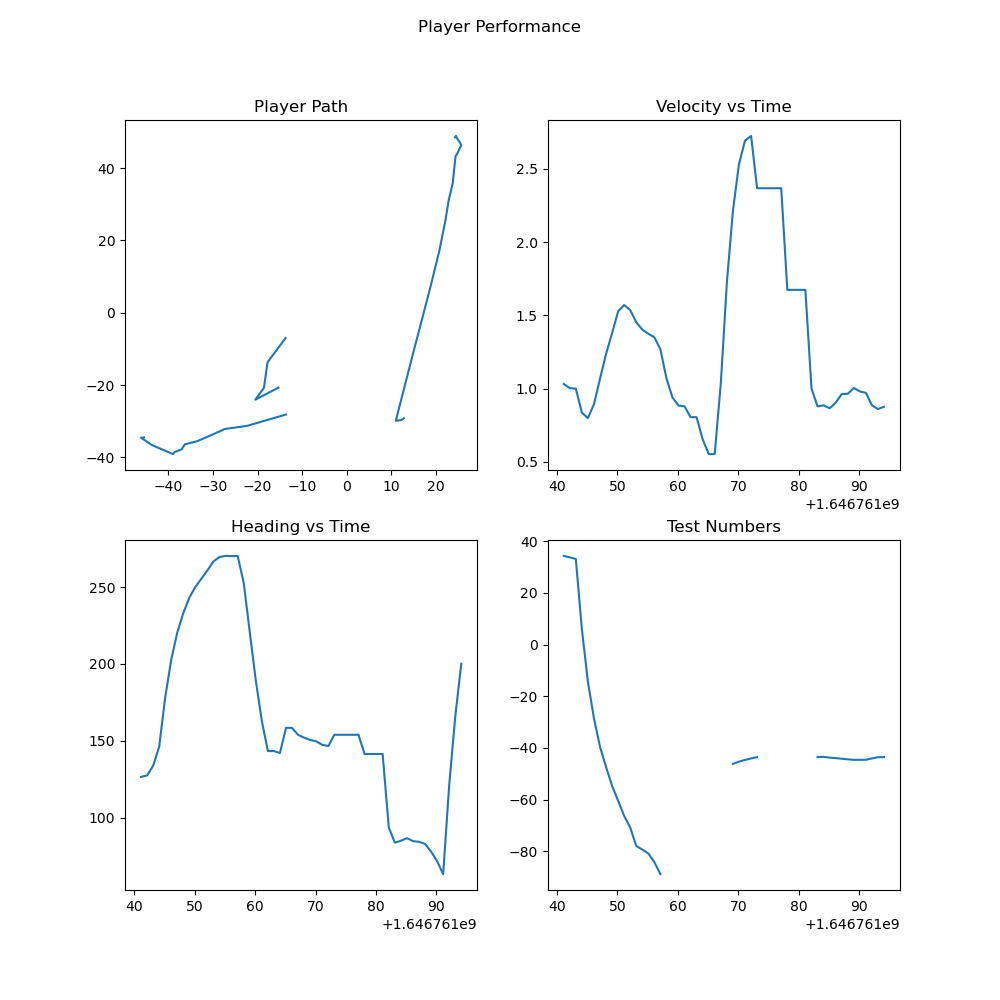 Player Performance
Player Path
Velocity vs Time
40
20
0
−20
−40
−40 −30 −20 −10 0 10 20
2.5
2.0
1.5
1.0
0.5
40 50 60 70 80 90
+1.646761e9
Heading vs Time
Test Numbers
250
200
150
100
40 50 60 70 80 90
+1.646761e9
40
20
0
−20
−40
−60
−80
40 50 60 70 80 90
+1.646761e9